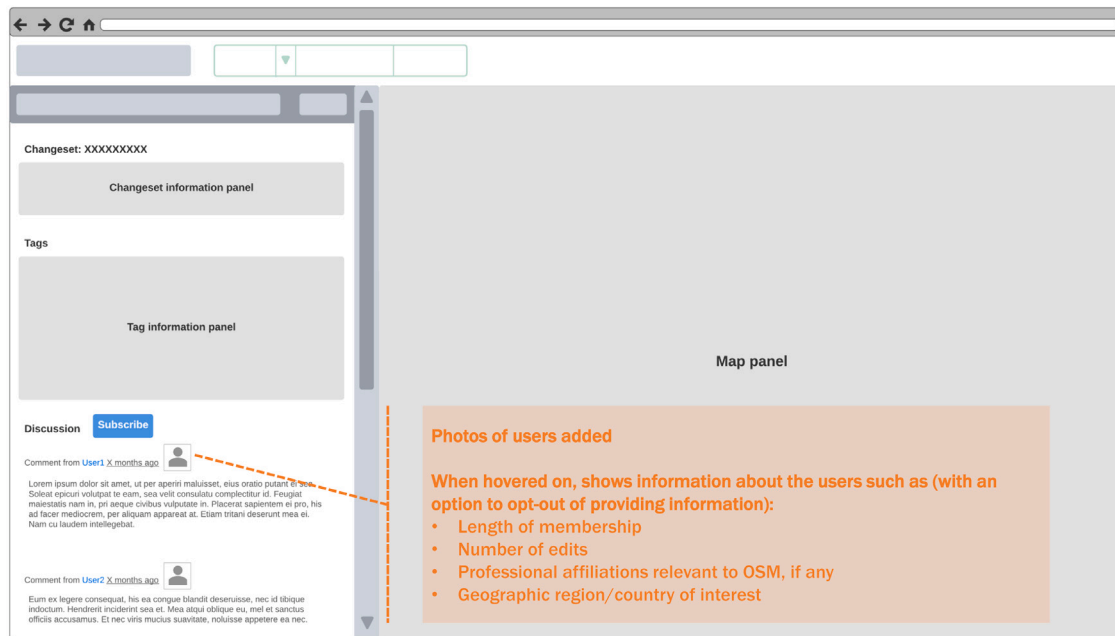 Changeset: XXXXXXXXX
Changeset information panel
Tags
Tag information panel
Map panel
Discussion
Subscribe
Comment from User1 X months ago
Lorem ipsum dolor sit amet, ut per aperiri maluisset, eius oratio putant ei sea.
Soleat epicuri volutpat te eam, sea velit consulatu complectitur id. Feugiat
maiestatis nam in, pri aeque civibus vulputate in. Placerat sapientem ei pro, his
ad facer mediocrem, per aliquam appareat at. Etiam tritani deserunt mea ei.
Nam cu laudem intellegebat.
Comment from User2 X months ago
Eum ex legere consequat, his ea congue blandit deseruisse, nec id tibique
indoctum. Hendrerit inciderint sea et. Mea atqui oblique eu, mel et sanctus
officiis accusamus. Et nec viris mucius suavitate, noluisse appetere ea nec.
Photos of users added
When hovered on, shows information about the users such as (with an
option to opt-out of providing information):
• Length of membership
• Number of edits
• Professional affiliations relevant to OSM, if any
• Geographic region/country of interest